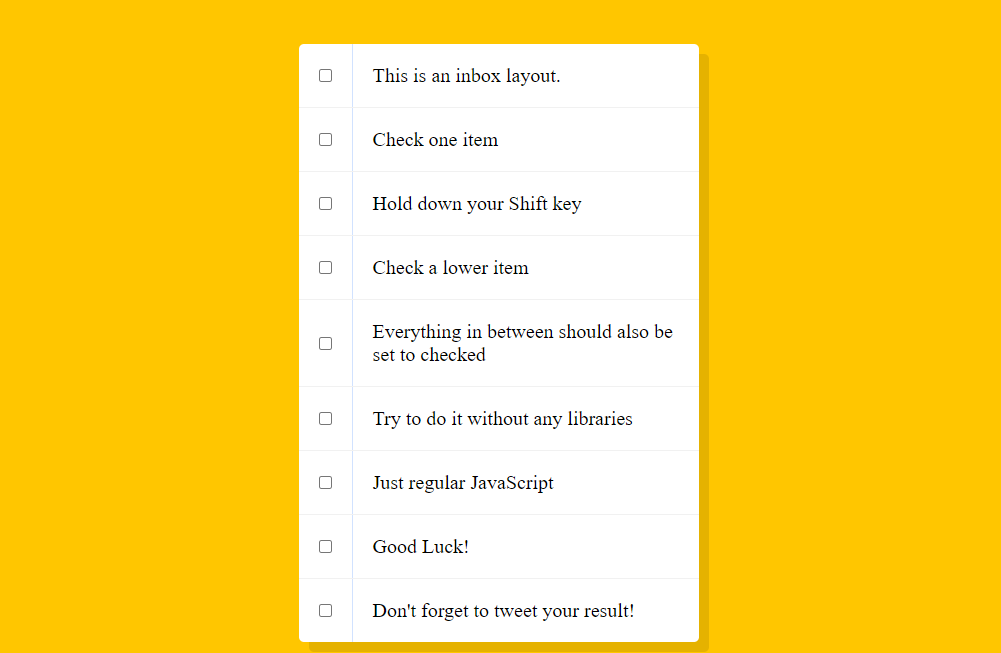 This is an inbox layout.
Check one item
Hold down your Shift key
Check a lower item
Everything in between should also be
set to checked
Try to do it without any libraries
Just regular JavaScript
Good Luck!
Don't forget to tweet your result!